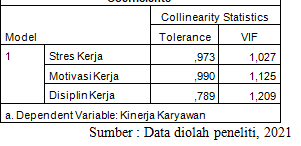 Coefficients
Collinearity Statistics
Model Tolerance VIF
1 Stres Kerja ,973 1,027
Motivasi Kerja ,990 1,125
Disiplin Kerja ,789 1,209
a. Dependent Variable: Kinerja Karyawan
Sumber : Data diolah peneliti, 2021